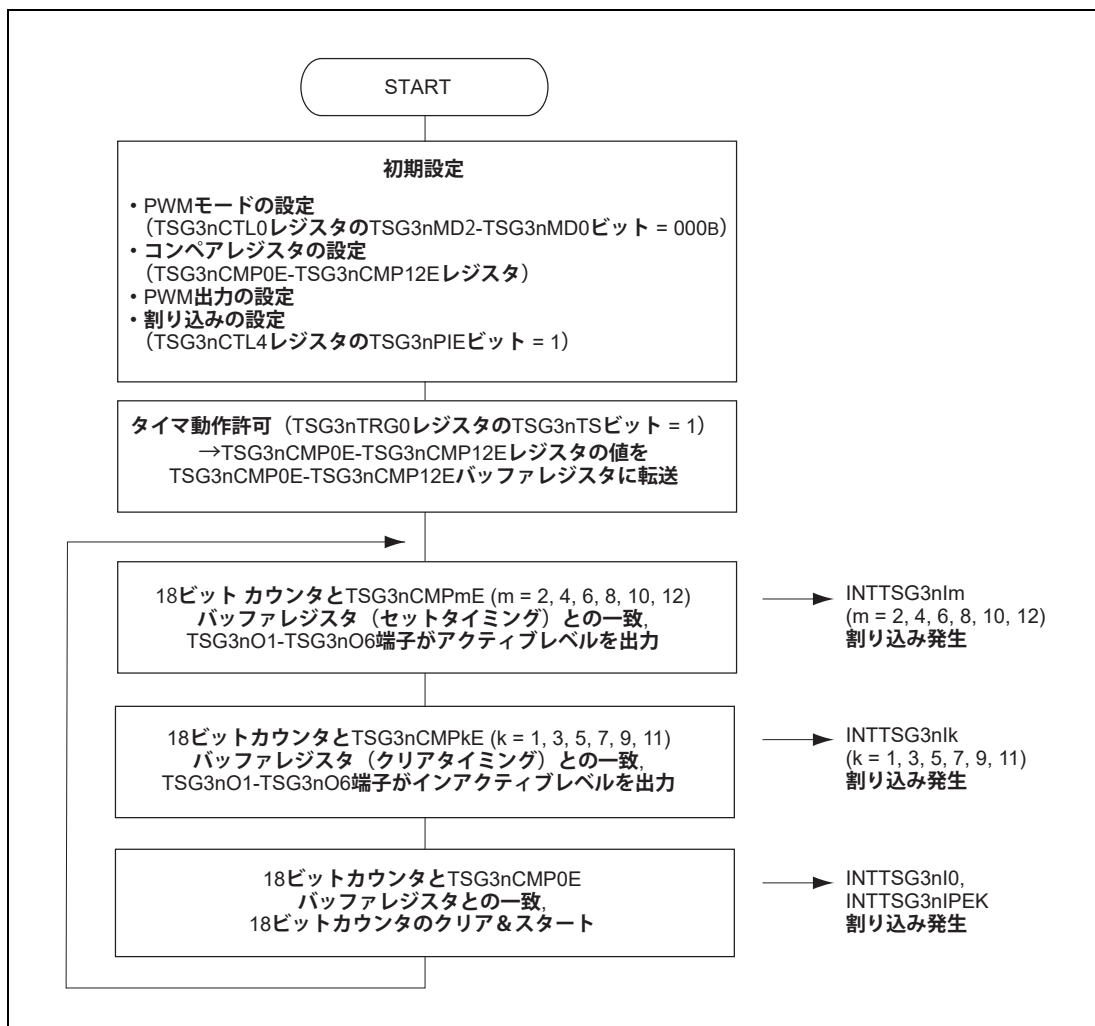 START
初期設定
・PWMモードの設定
（TSG3nCTL0レジスタのTSG3nMD2-TSG3nMD0ビット = 000B）
・コンペアレジスタの設定
（TSG3nCMP0E-TSG3nCMP12Eレジスタ）
・PWM出力の設定
・割り込みの設定
（TSG3nCTL4レジスタのTSG3nPIEビット = 1）
タイマ動作許可（TSG3nTRG0レジスタのTSG3nTSビット = 1）
→TSG3nCMP0E-TSG3nCMP12Eレジスタの値を
TSG3nCMP0E-TSG3nCMP12Eバッファレジスタに転送
18ビット カウンタとTSG3nCMPmE (m = 2, 4, 6, 8, 10, 12)
バッファレジスタ（セットタイミング）との一致,
TSG3nO1-TSG3nO6端子がアクティブレベルを出力
INTTSG3nIm
(m = 2, 4, 6, 8, 10, 12)
割り込み発生
18ビットカウンタとTSG3nCMPkE (k = 1, 3, 5, 7, 9, 11)
バッファレジスタ（クリアタイミング）との一致,
TSG3nO1-TSG3nO6端子がインアクティブレベルを出力
INTTSG3nIk
(k = 1, 3, 5, 7, 9, 11)
割り込み発生
18ビットカウンタとTSG3nCMP0E
バッファレジスタとの一致,
18ビットカウンタのクリア＆スタート
INTTSG3nI0,
INTTSG3nIPEK
割り込み発生